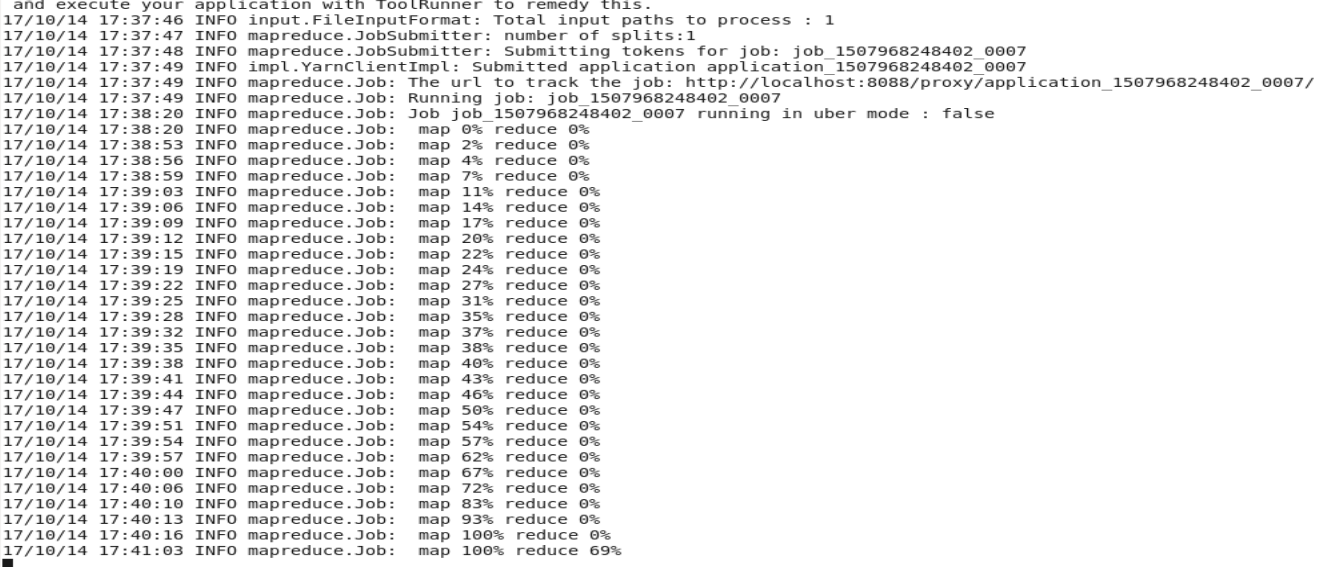 and execute your application with ToolRunner to remedy this.
17/10/14 17:37:46 INFO input.FileInputFormat: Total input paths to process : 1
17/10/14 17:37:47 INFO mapreduce.JobSubmitter: number of splits:1
17/10/14 17:37:48 INFO mapreduce.JobSubmitter: Submitting tokens for job: job_1507968248402_0007
17/10/14 17:37:49 INFO impl.YarnClientImpl: Submitted application application_1507968248402_0007
17/10/14 17:37:49 INFO mapreduce.Job: The url to track the job: http://localhost:8088/proxy/application_1507968248402_0007/
17/10/14 17:37:49 INFO mapreduce.Job: Running job: job_1507968248402_0007
17/10/14 17:38:20 INFO mapreduce.Job: Job job_1507968248402_0007 running in uber mode : false
17/10/14 17:38:20 INFO mapreduce.Job:  map 0% reduce 0%
17/10/14 17:38:53 INFO mapreduce.Job:  map 2% reduce 0%
17/10/14 17:38:56 INFO mapreduce.Job:  map 4% reduce 0%
17/10/14 17:38:59 INFO mapreduce.Job:  map 7% reduce 0%
17/10/14 17:39:03 INFO mapreduce.Job:  map 11% reduce 0%
17/10/14 17:39:06 INFO mapreduce.Job:  map 14% reduce 0%
17/10/14 17:39:09 INFO mapreduce.Job:  map 17% reduce 0%
17/10/14 17:39:12 INFO mapreduce.Job:  map 20% reduce 0%
17/10/14 17:39:15 INFO mapreduce.Job:  map 22% reduce 0%
17/10/14 17:39:19 INFO mapreduce.Job:  map 24% reduce 0%
17/10/14 17:39:22 INFO mapreduce.Job:  map 27% reduce 0%
17/10/14 17:39:25 INFO mapreduce.Job:  map 31% reduce 0%
17/10/14 17:39:28 INFO mapreduce.Job:  map 35% reduce 0%
17/10/14 17:39:32 INFO mapreduce.Job:  map 37% reduce 0%
17/10/14 17:39:35 INFO mapreduce.Job:  map 38% reduce 0%
17/10/14 17:39:38 INFO mapreduce.Job:  map 40% reduce 0%
17/10/14 17:39:41 INFO mapreduce.Job:  map 43% reduce 0%
17/10/14 17:39:44 INFO mapreduce.Job:  map 46% reduce 0%
17/10/14 17:39:47 INFO mapreduce.Job:  map 50% reduce 0%
17/10/14 17:39:51 INFO mapreduce.Job:  map 54% reduce 0%
17/10/14 17:39:54 INFO mapreduce.Job:  map 57% reduce 0%
17/10/14 17:39:57 INFO mapreduce.Job:  map 62% reduce 0%
17/10/14 17:40:00 INFO mapreduce.Job:  map 67% reduce 0%
17/10/14 17:40:06 INFO mapreduce.Job:  map 72% reduce 0%
17/10/14 17:40:10 INFO mapreduce.Job:  map 83% reduce 0%
17/10/14 17:40:13 INFO mapreduce.Job:  map 93% reduce 0%
17/10/14 17:40:16 INFO mapreduce.Job:  map 100% reduce 0%
17/10/14 17:41:03 INFO mapreduce.Job:  map 100% reduce 69%